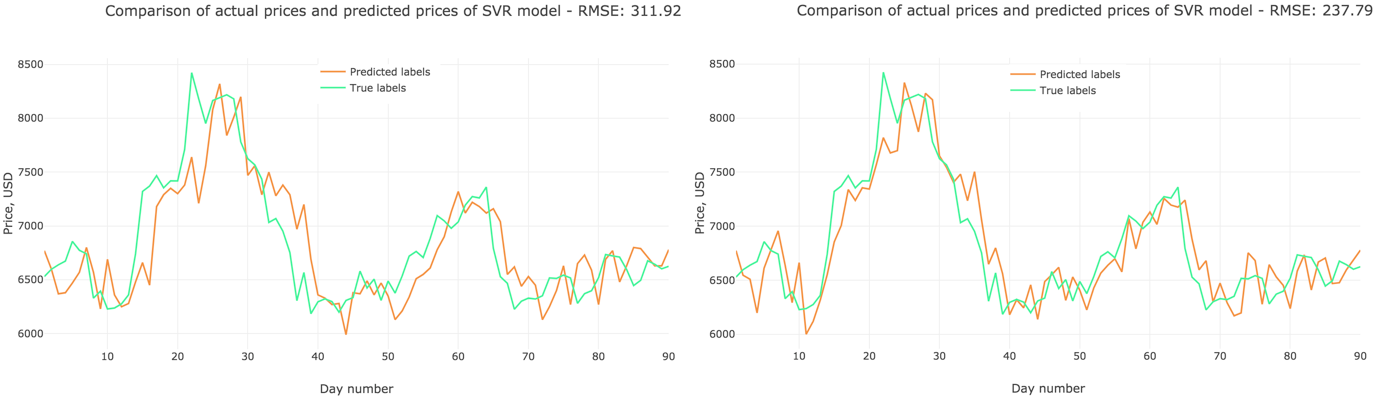 Comparison of actual prices and predicted prices of SVR model - RMSE: 311.92
Predicted labels
True labels
8500
8000
7500
7000
6500
6000
Price, USD
10 20 30 40 50 60 70 80 90
Day number
Comparison of actual prices and predicted prices of SVR model - RMSE: 237.79
Predicted labels
True labels
8500
8000
7500
7000
6500
6000
Price, USD
10 20 30 40 50 60 70 80 90
Day number